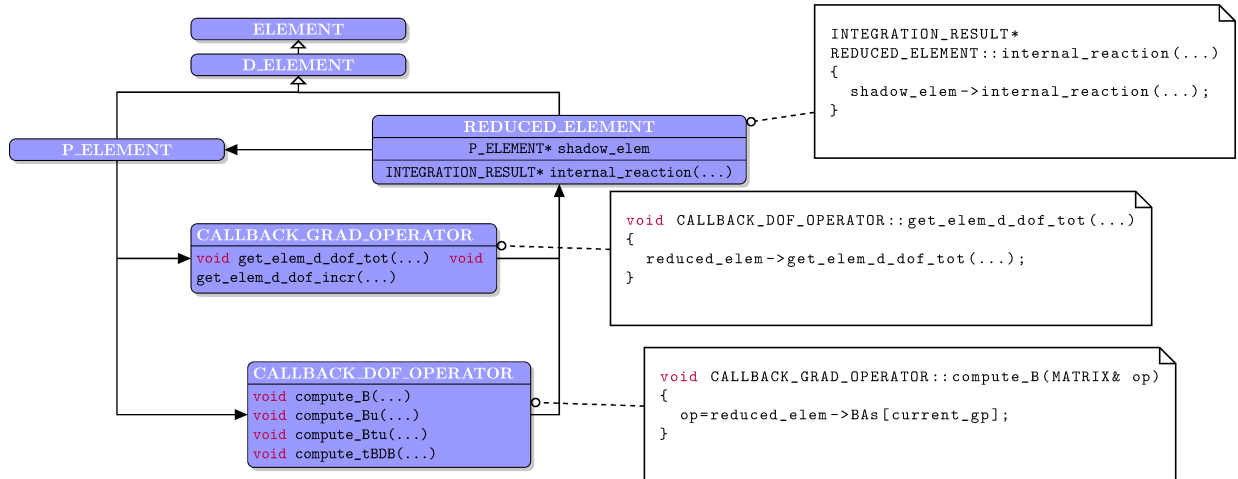 ELEMENT
D_ELEMENT
P_ELEMENT
REDUCED_ELEMENT
P_ELEMENT* shadow_elem
INTEGRATION_RESULT* internal_reaction(...)
INTEGRATION_RESULT*
REDUCED_ELEMENT::internal_reaction(...)
{
shadow_elem->internal_reaction(...);
}
CALLBACK_GRAD_OPERATOR
void get_elem_d_dof_tot(...) void
get_elem_d_dof_incr(...)
void CALLBACK_DOF_OPERATOR::get_elem_d_dof_tot(...)
{
reduced_elem->get_elem_d_dof_tot(...);
}
CALLBACK_DOF_OPERATOR
void compute_B(...)
void compute_Bu(...)
void compute_Btu(...)
void compute_tBDB(...)
void CALLBACK_GRAD_OPERATOR::compute_B(MATRIX& op)
{
op=reduced_elem->BAs[current_gp];
}